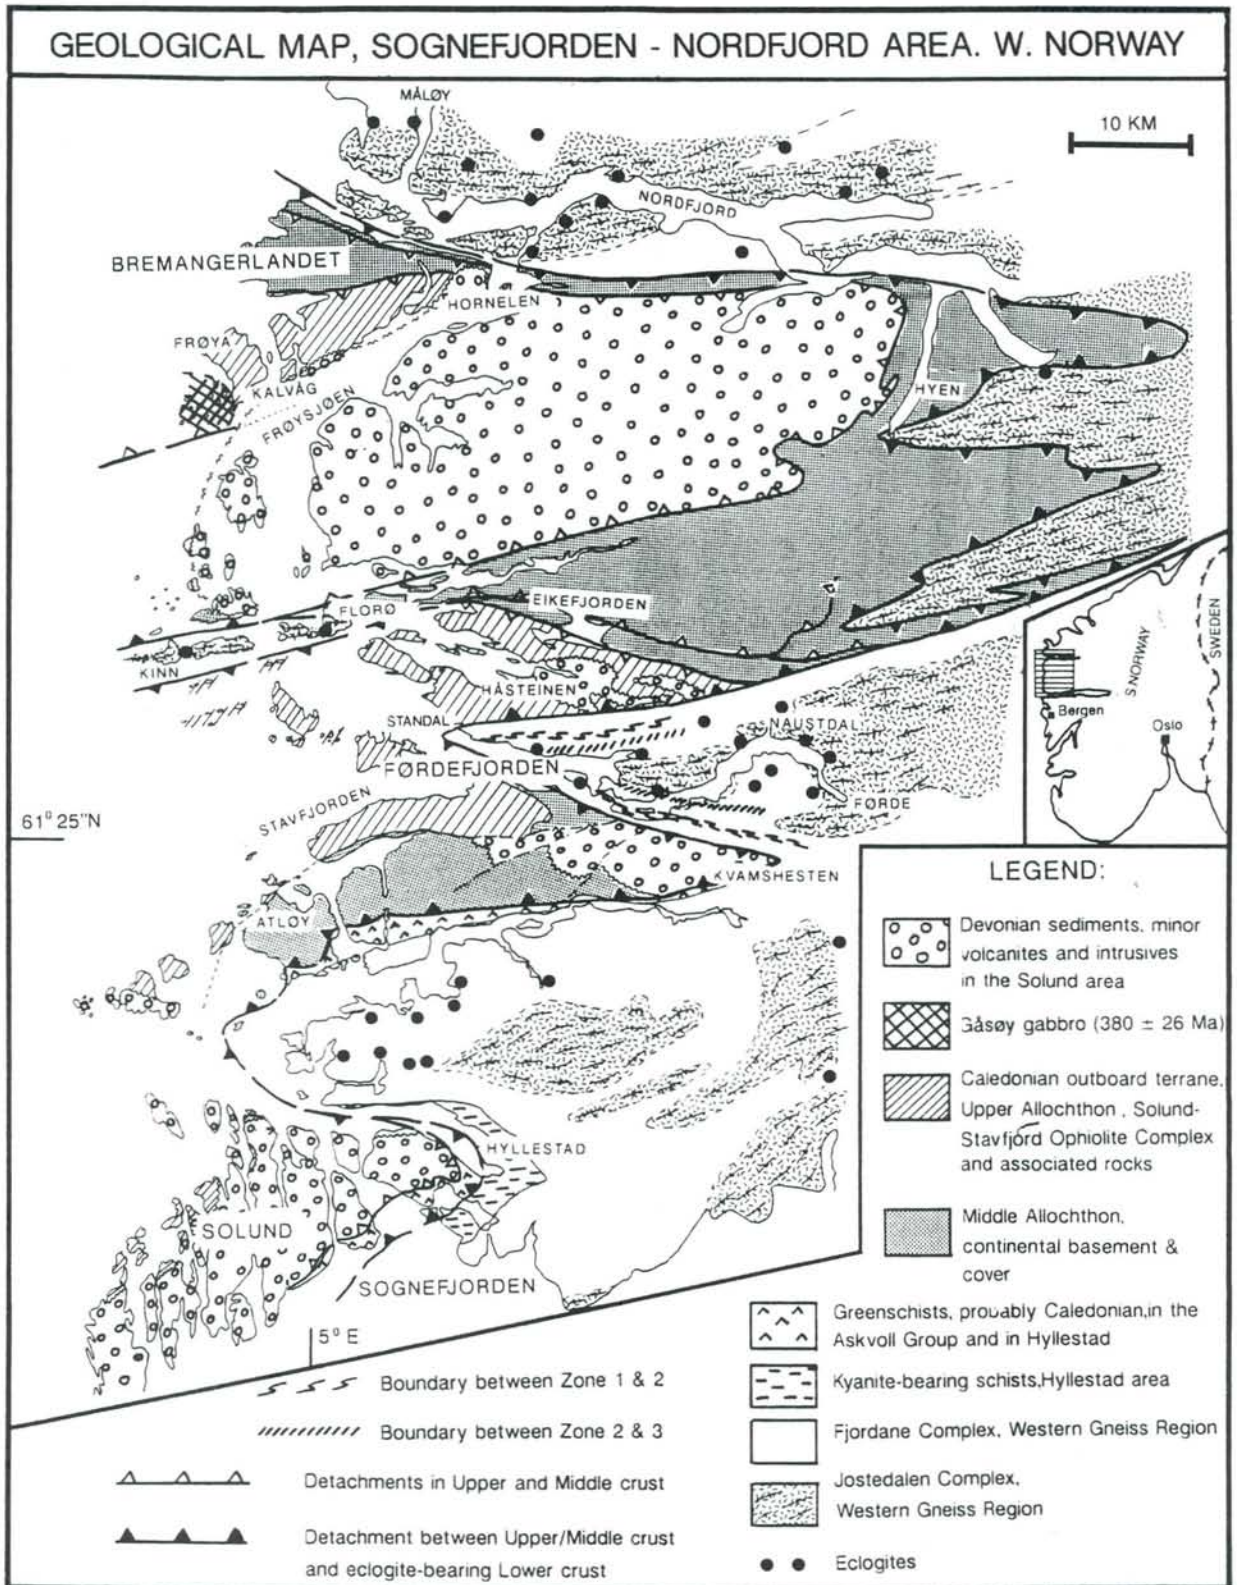 GEOLOGICAL MAP, SOGNEFJORDEN - NORDFJORD AREA. W. NORWAY
MÅLØY
10 KM
NORDFJORD
BREMANGERLANDET
HORNELEN
FRØYA
KALVÅG
FRØYSJØEN
HYEN
FLORØ
EIKEFJORDEN
KINN
HÅSTEINEN
STANDAL
NAUSTDAL
FØRDEFJORDEN
FØRDE
STAVFJORDEN
61° 25"N
KVAMSHESTEN
ATLØY
HYLLESTAD
SOLUND
SOGNEFJORDEN
5° E
S.NORWAY
SWEDEN
Bergen
Oslo
LEGEND:
Devonian sediments, minor
volcanites and intrusives
in the Solund area
Gåsøy gabbro (380 ± 26 Ma)
Caledonian outboard terrane.
Upper Allochthon, Solund-
Stavfjord Ophiolite Complex
and associated rocks
Middle Allochthon,
continental basement &
cover
Greenschists, probably Caledonian,in the
Askvoll Group and in Hyllestad
Kyanite-bearing schists,Hyllestad area
Fjordane Complex, Western Gneiss Region
Jostedalen Complex,
Western Gneiss Region
Eclogites
Boundary between Zone 1 & 2
Boundary between Zone 2 & 3
Detachments in Upper and Middle crust
Detachment between Upper/Middle crust
and eclogite-bearing Lower crust